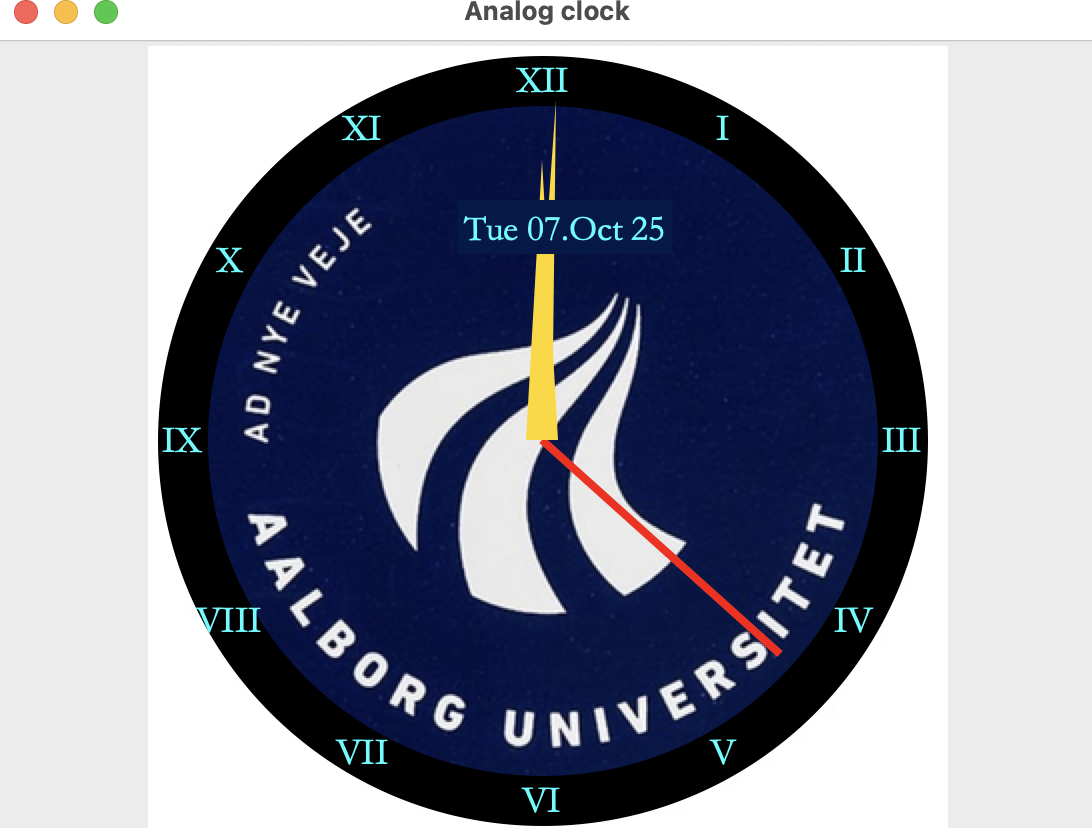 Analog clock
XII
XI
I
AD NYE VEJE
Tue 07.Oct 25
X
II
IX
III
AALBORG UNIVERSITET
VIII
IV
VII
V
VI